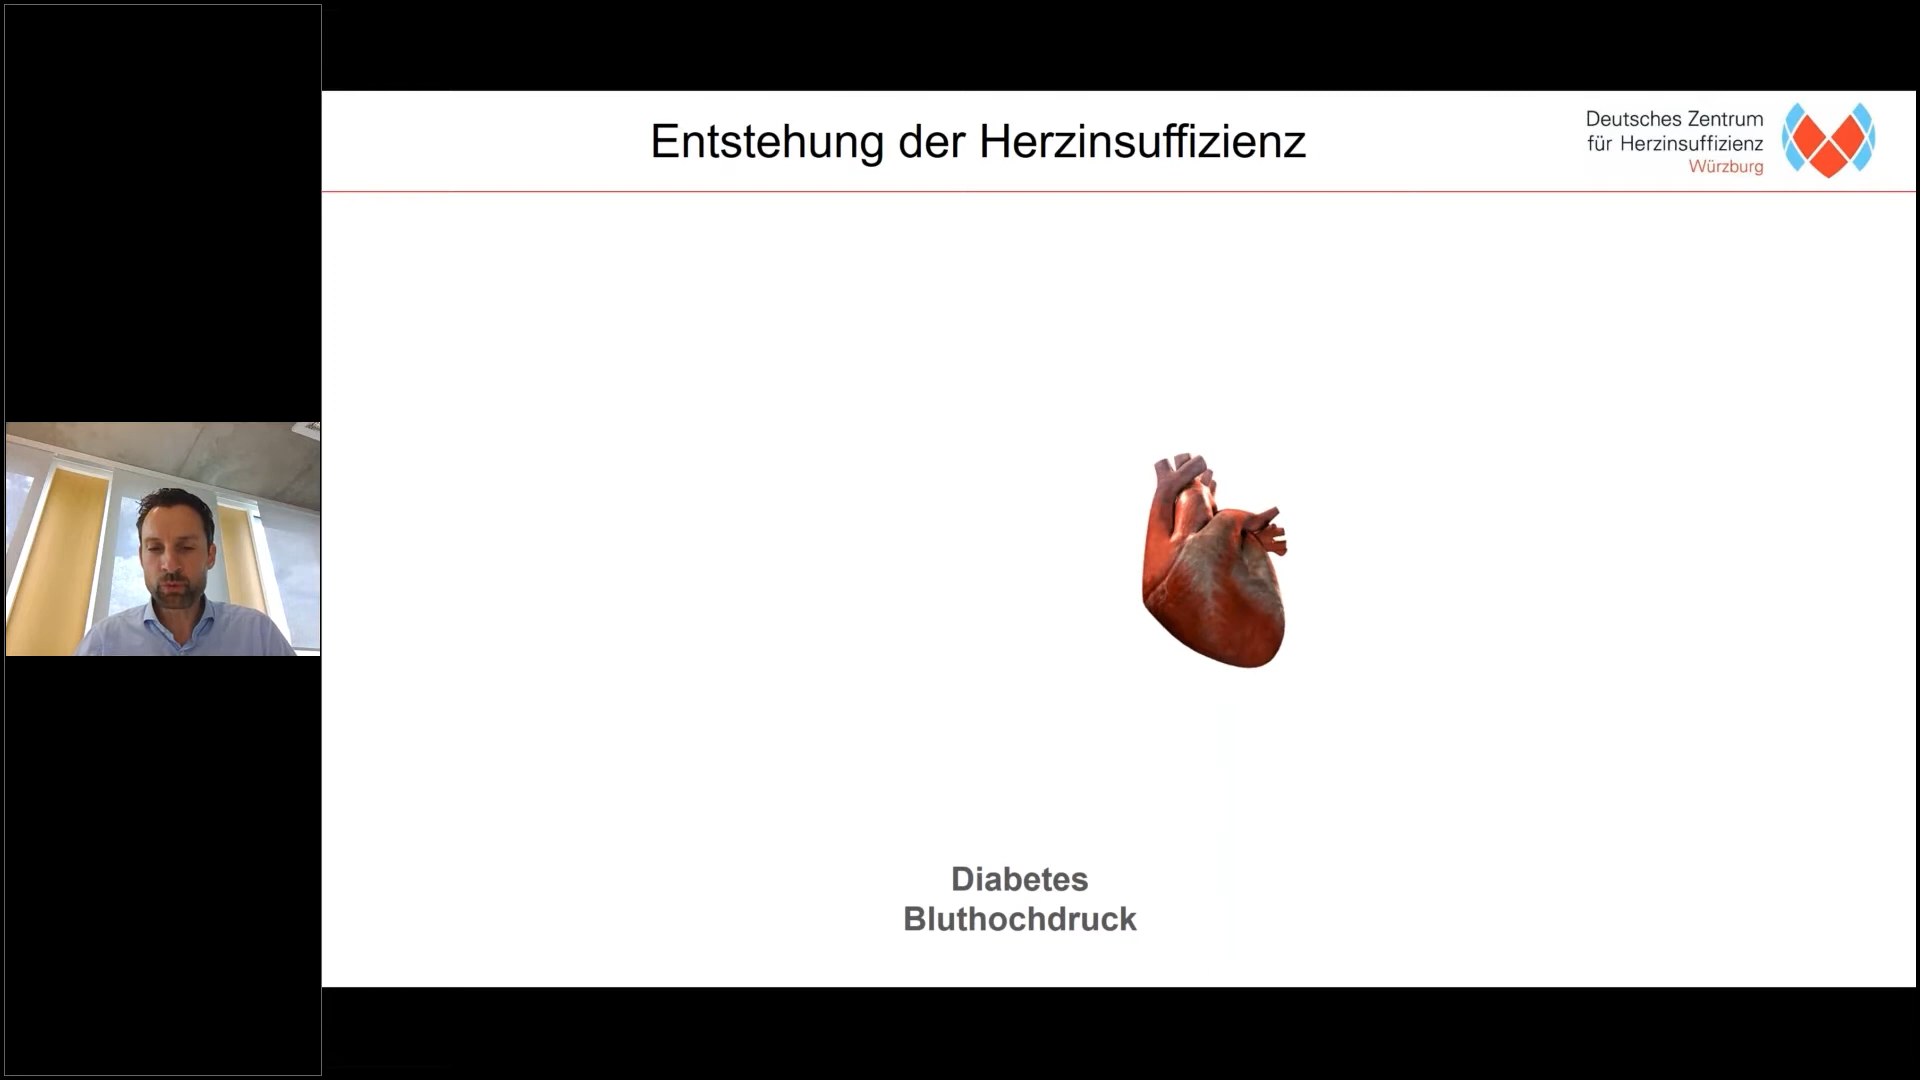 Entstehung der Herzinsuffizienz
Deutsches Zentrum
für Herzinsuffizienz
Würzburg
Diabetes
Bluthochdruck